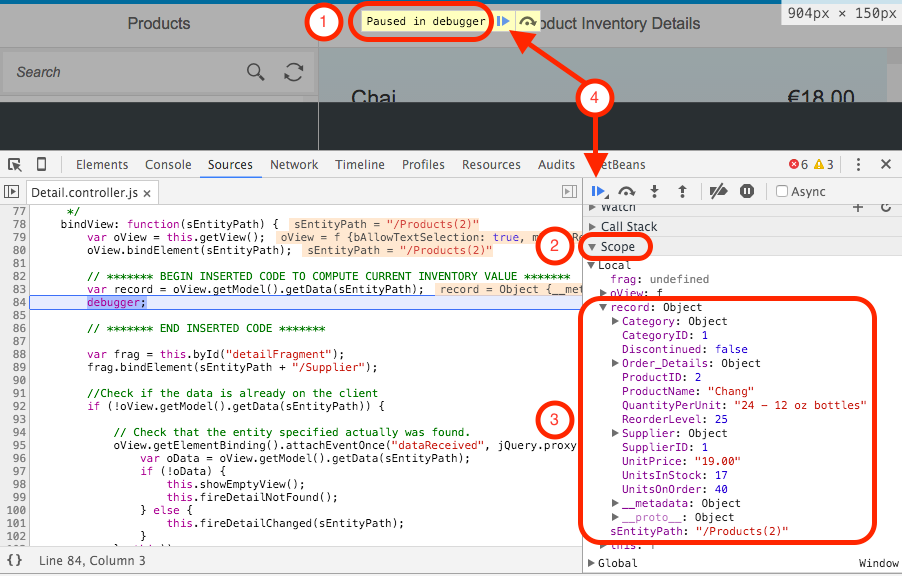 Products
1
Paused in debugger
oduct Inventory Details
904px × 150px
Search
Chai
€18.00
4
Elements Console Sources Network Timeline Profiles Resources Audits etBeans
6 3
Detail.controller.js ×
Async
77 */
78 bindView: function(sEntityPath) { sEntityPath = "/Products(2)"
79 var oView = this.getView(); oView = f {bAllowTextSelection: true, m
80 oView.bindElement(sEntityPath); sEntityPath = "/Products(2)"
81
82 // ******* BEGIN INSERTED CODE TO COMPUTE CURRENT INVENTORY VALUE *******
83 var record = oView.getModel().getData(sEntityPath); record = Object {__met
84 debugger;
85
86 // ******* END INSERTED CODE *******
87
88 var frag = this.byId("detailFragment");
89 frag.bindElement(sEntityPath + "/Supplier");
90
91 //Check if the data is already on the client
92 if (!oView.getModel().getData(sEntityPath)) {
93
94 // Check that the entity specified actually was found.
95 oView.getElementBinding().attachEventOnce("dataReceived", jQuery.proxy
96 var oData = oView.getModel().getData(sEntityPath);
97 if (!oData) {
98 this.showEmptyView();
99 this.fireDetailNotFound();
100 } else {
101 this.fireDetailChanged(sEntityPath);
102 }
{} Line 84, Column 3
Watch
Call Stack
2
Scope
Local
frag: undefined
oView: f
3
record: Object
Category: Object
CategoryID: 1
Discontinued: false
Order_Details: Object
ProductID: 2
ProductName: "Chang"
QuantityPerUnit: "24 - 12 oz bottles"
ReorderLevel: 25
Supplier: Object
SupplierID: 1
UnitPrice: "19.00"
UnitsInStock: 17
UnitsOnOrder: 40
__metadata: Object
__proto__: Object
sEntityPath: "/Products(2)"
this: f
Global Window